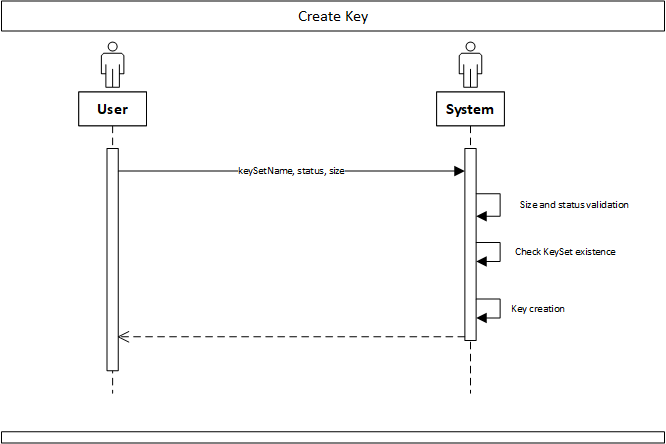 Create Key
User
System
keySetName, status, size
Size and status validation
Check KeySet existence
Key creation